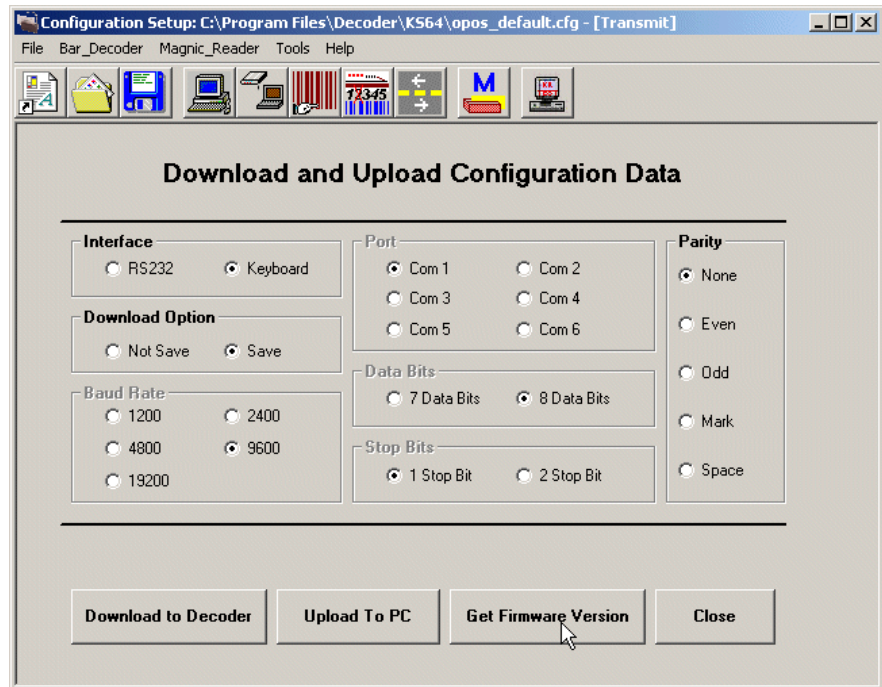 Configuration Setup: C:\Program Files\Decoder\KS64\opos_default.cfg - [Transmit]
File Bar_Decoder Magnic_Reader Tools Help
A 12345 M
Download and Upload Configuration Data
Interface
RS232 Keyboard
Download Option
Not Save Save
Baud Rate
1200 2400
4800 9600
19200
Port
Com 1 Com 2
Com 3 Com 4
Com 5 Com 6
Data Bits
7 Data Bits 8 Data Bits
Stop Bits
1 Stop Bit 2 Stop Bit
Parity
None
Even
Odd
Mark
Space
Download to Decoder Upload To PC Get Firmware Version Close